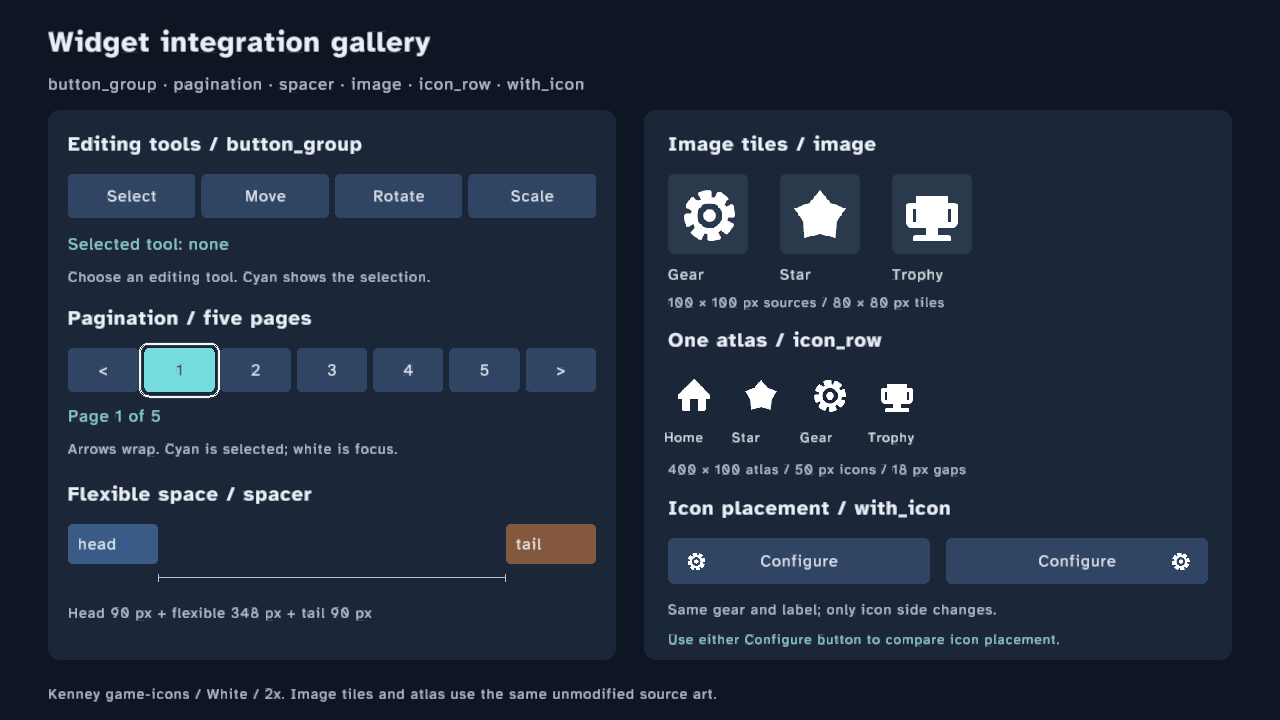 Widget integration gallery
button_group · pagination · spacer · image · icon_row · with_icon
Editing tools / button_group
Select Move Rotate Scale
Selected tool: none
Choose an editing tool. Cyan shows the selection.
Pagination / five pages
< 1 2 3 4 5 >
Page 1 of 5
Arrows wrap. Cyan is selected; white is focus.
Flexible space / spacer
head tail
Head 90 px + flexible 348 px + tail 90 px
Image tiles / image
Gear Star Trophy
100 × 100 px sources / 80 × 80 px tiles
One atlas / icon_row
Home Star Gear Trophy
400 × 100 atlas / 50 px icons / 18 px gaps
Icon placement / with_icon
Configure Configure
Same gear and label; only icon side changes.
Use either Configure button to compare icon placement.
Kenney game-icons / White / 2x. Image tiles and atlas use the same unmodified source art.